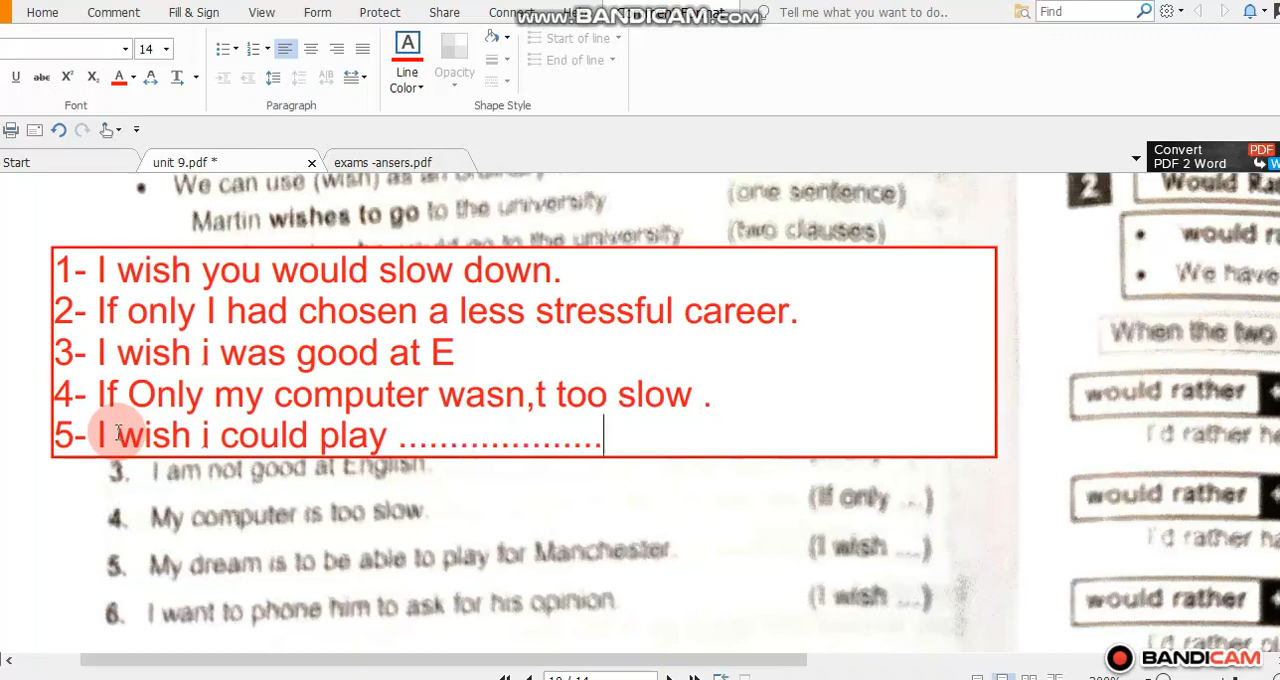 www.BANDICAM.com
Home Comment Fill & Sign View Form Protect Share Connect Tell me what you want to do.. Find
14
Start of line
End of line
Line Color
Opacity
Font Paragraph Shape Style
Start unit 9.pdf * exams -ansers.pdf
Convert PDF
PDF 2 Word
We can use (wish) as an
Martin wishes to go to the university (one sentence)
go to the university (two clauses)
1- I wish you would slow down.
2- If only I had chosen a less stressful career.
3- I wish i was good at E
4- If Only my computer wasn,t too slow .
5- I wish i could play ....................
3. I am not good at English.
4. My computer is too slow. (If only ...)
5. My dream is to be able to play for Manchester. (I wish ...)
6. I want to phone him to ask for his opinion. (I wish ...)
2 Would Ra
would r
We have
When the two
would rather
I'd rather he
would rather
I'd rather ha
would rather
I'd rather
BANDICAM